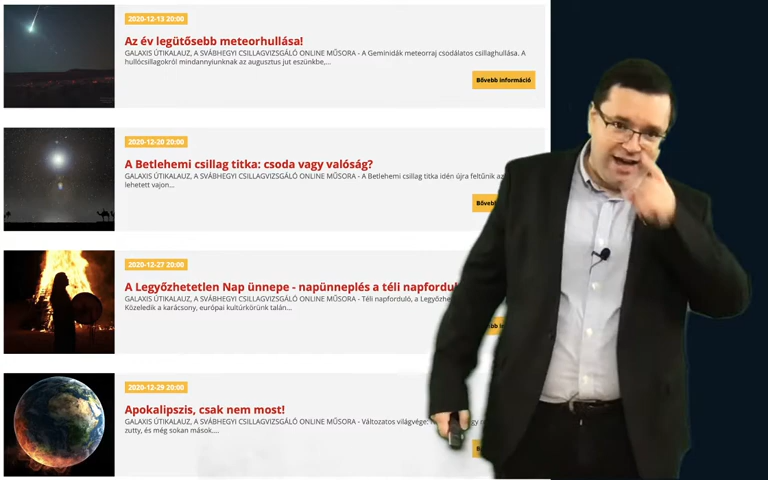 2020-12-13 20:00
Az év legütősebb meteorhullása!
GALAXIS ÚTIKALAUZ, A SVÁBHEGYI CSILLAGVIZSGÁLÓ ONLINE MŰSORA - A Geminidák meteorraj csodálatos csillaghullása. A
hullócsillagokról mindannyiunknak az augusztus jut eszünkbe,...
Bővebb információ
2020-12-20 20:00
A Betlehemi csillag titka: csoda vagy valóság?
GALAXIS ÚTIKALAUZ, A SVÁBHEGYI CSILLAGVIZSGÁLÓ ONLINE MŰSORA - A Betlehemi csillag titka idén újra feltűnik az
lehetett vajon...
2020-12-27 20:00
A Legyőzhetetlen Nap ünnepe - napünneplés a téli
GALAXIS ÚTIKALAUZ, A SVÁBHEGYI CSILLAGVIZSGÁLÓ ONLINE MŰSORA - Téli napforduló, a
Közeledik a karácsony, európai kultúrkörünk talán...
2020-12-29 20:00
Apokalipszis, csak nem most!
GALAXIS ÚTIKALAUZ, A SVÁBHEGYI CSILLAGVIZSGÁLÓ ONLINE MŰSORA - Változatos világvége:
zutty, és még sokan mások....